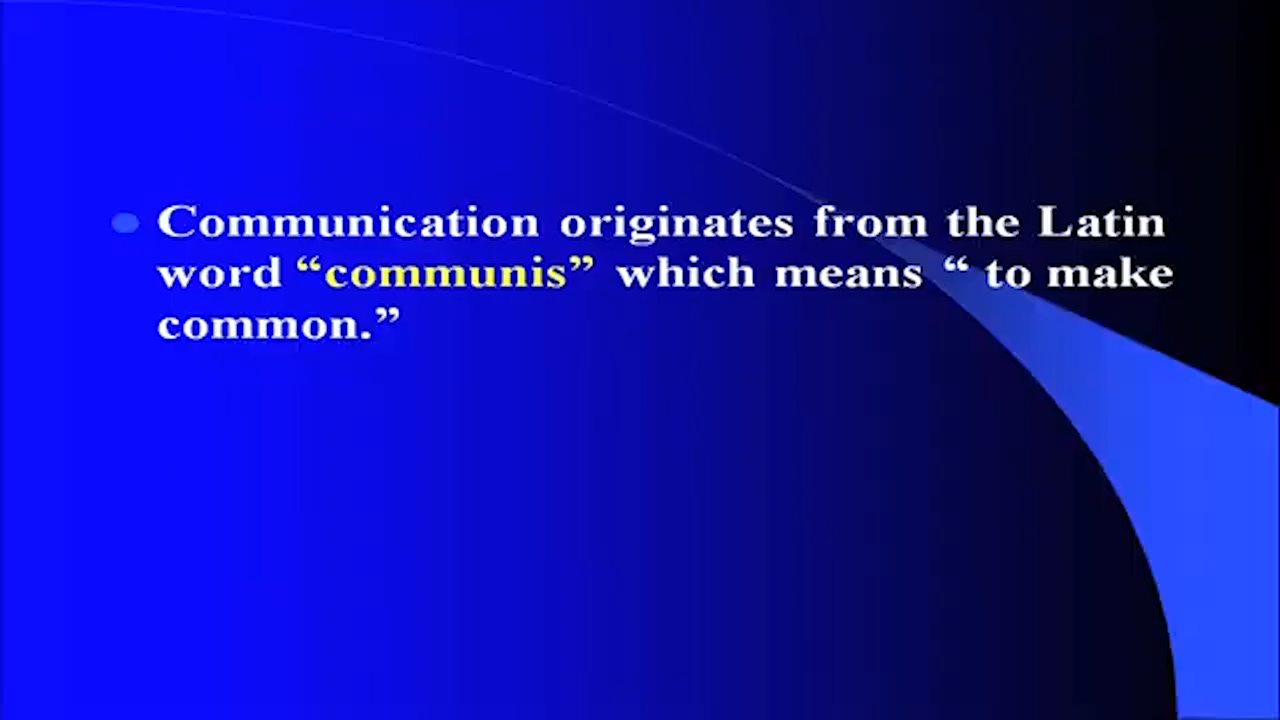 Communication originates from the Latin
word “communis” which means “ to make
common.”